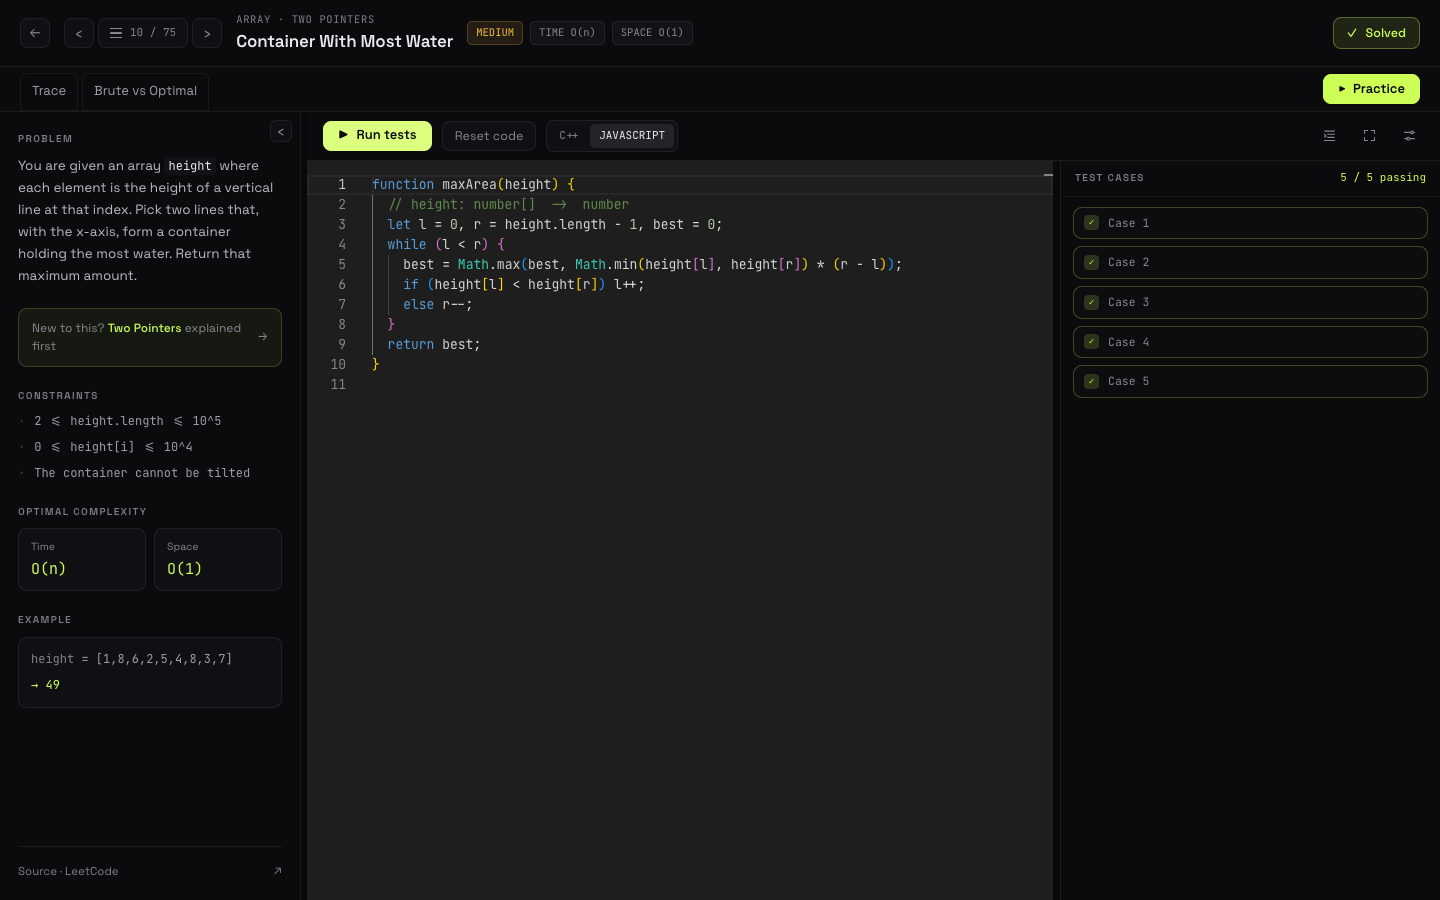 ARRAY · TWO POINTERS
← < 10 / 75 > Container With Most Water MEDIUM TIME O(n) SPACE O(1) ✓ Solved
Trace Brute vs Optimal ▶ Practice
PROBLEM <
You are given an array height where
each element is the height of a vertical
line at that index. Pick two lines that,
with the x-axis, form a container
holding the most water. Return that
maximum amount.
New to this? Two Pointers explained
first →
CONSTRAINTS
· 2 ≤ height.length ≤ 10^5
· 0 ≤ height[i] ≤ 10^4
· The container cannot be tilted
OPTIMAL COMPLEXITY
Time Space
O(n) O(1)
EXAMPLE
height = [1,8,6,2,5,4,8,3,7]
→ 49
Source · LeetCode ↗
▶ Run tests Reset code C++ JAVASCRIPT
1 function maxArea(height) {
2 // height: number[] -> number
3 let l = 0, r = height.length - 1, best = 0;
4 while (l < r) {
5 best = Math.max(best, Math.min(height[l], height[r]) * (r - l));
6 if (height[l] < height[r]) l++;
7 else r--;
8 }
9 return best;
10 }
11
TEST CASES 5 / 5 passing
✓ Case 1
✓ Case 2
✓ Case 3
✓ Case 4
✓ Case 5